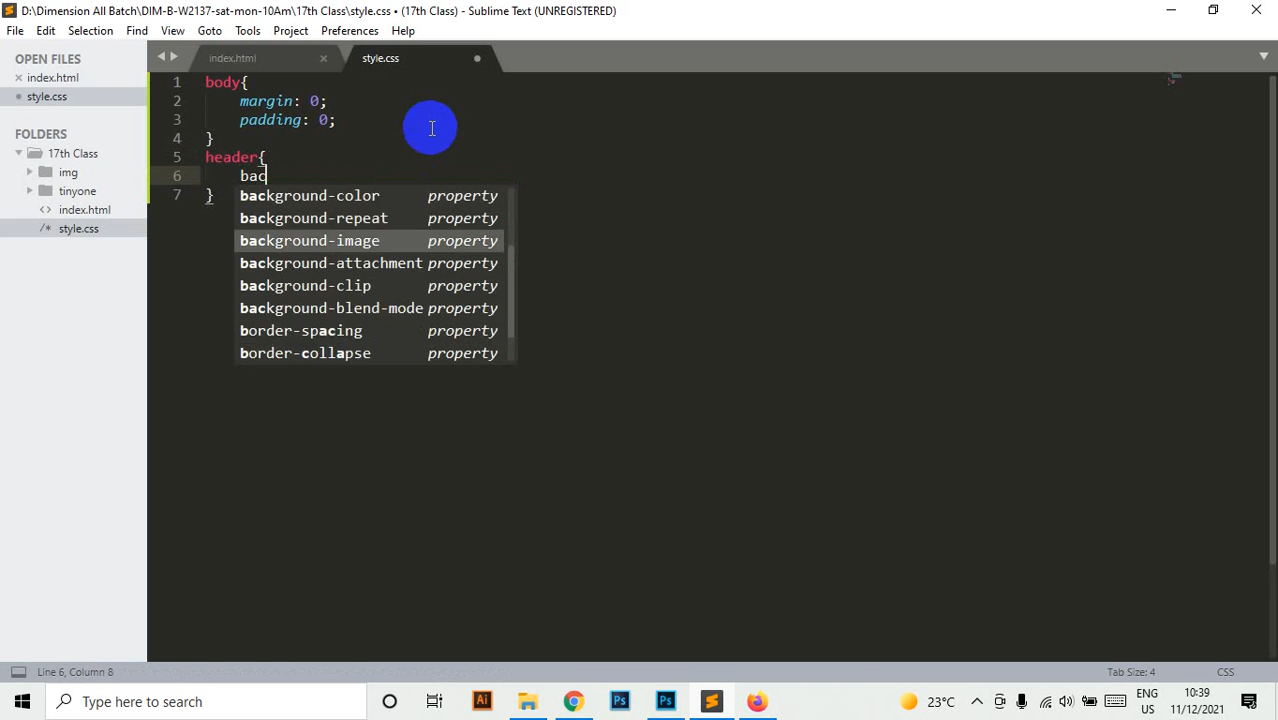 D:\Dimension All Batch\DIM-B-W2137-sat-mon-10Am\17th Class\style.css • (17th Class) - Sublime Text (UNREGISTERED)
File Edit Selection Find View Goto Tools Project Preferences Help
OPEN FILES
index.html
style.css
FOLDERS
17th Class
img
tinyone
index.html
/* style.css
index.html
style.css
1 body{
2 margin: 0;
3 padding: 0;
4 }
5 header{
6 bac
7 }
background-color property
background-repeat property
background-image property
background-attachment property
background-clip property
background-blend-mode property
border-spacing property
border-collapse property
Line 6, Column 8
Tab Size: 4
CSS
Type here to search
Ai
Ps
Ps
23°C
ENG
US
10:39
11/12/2021